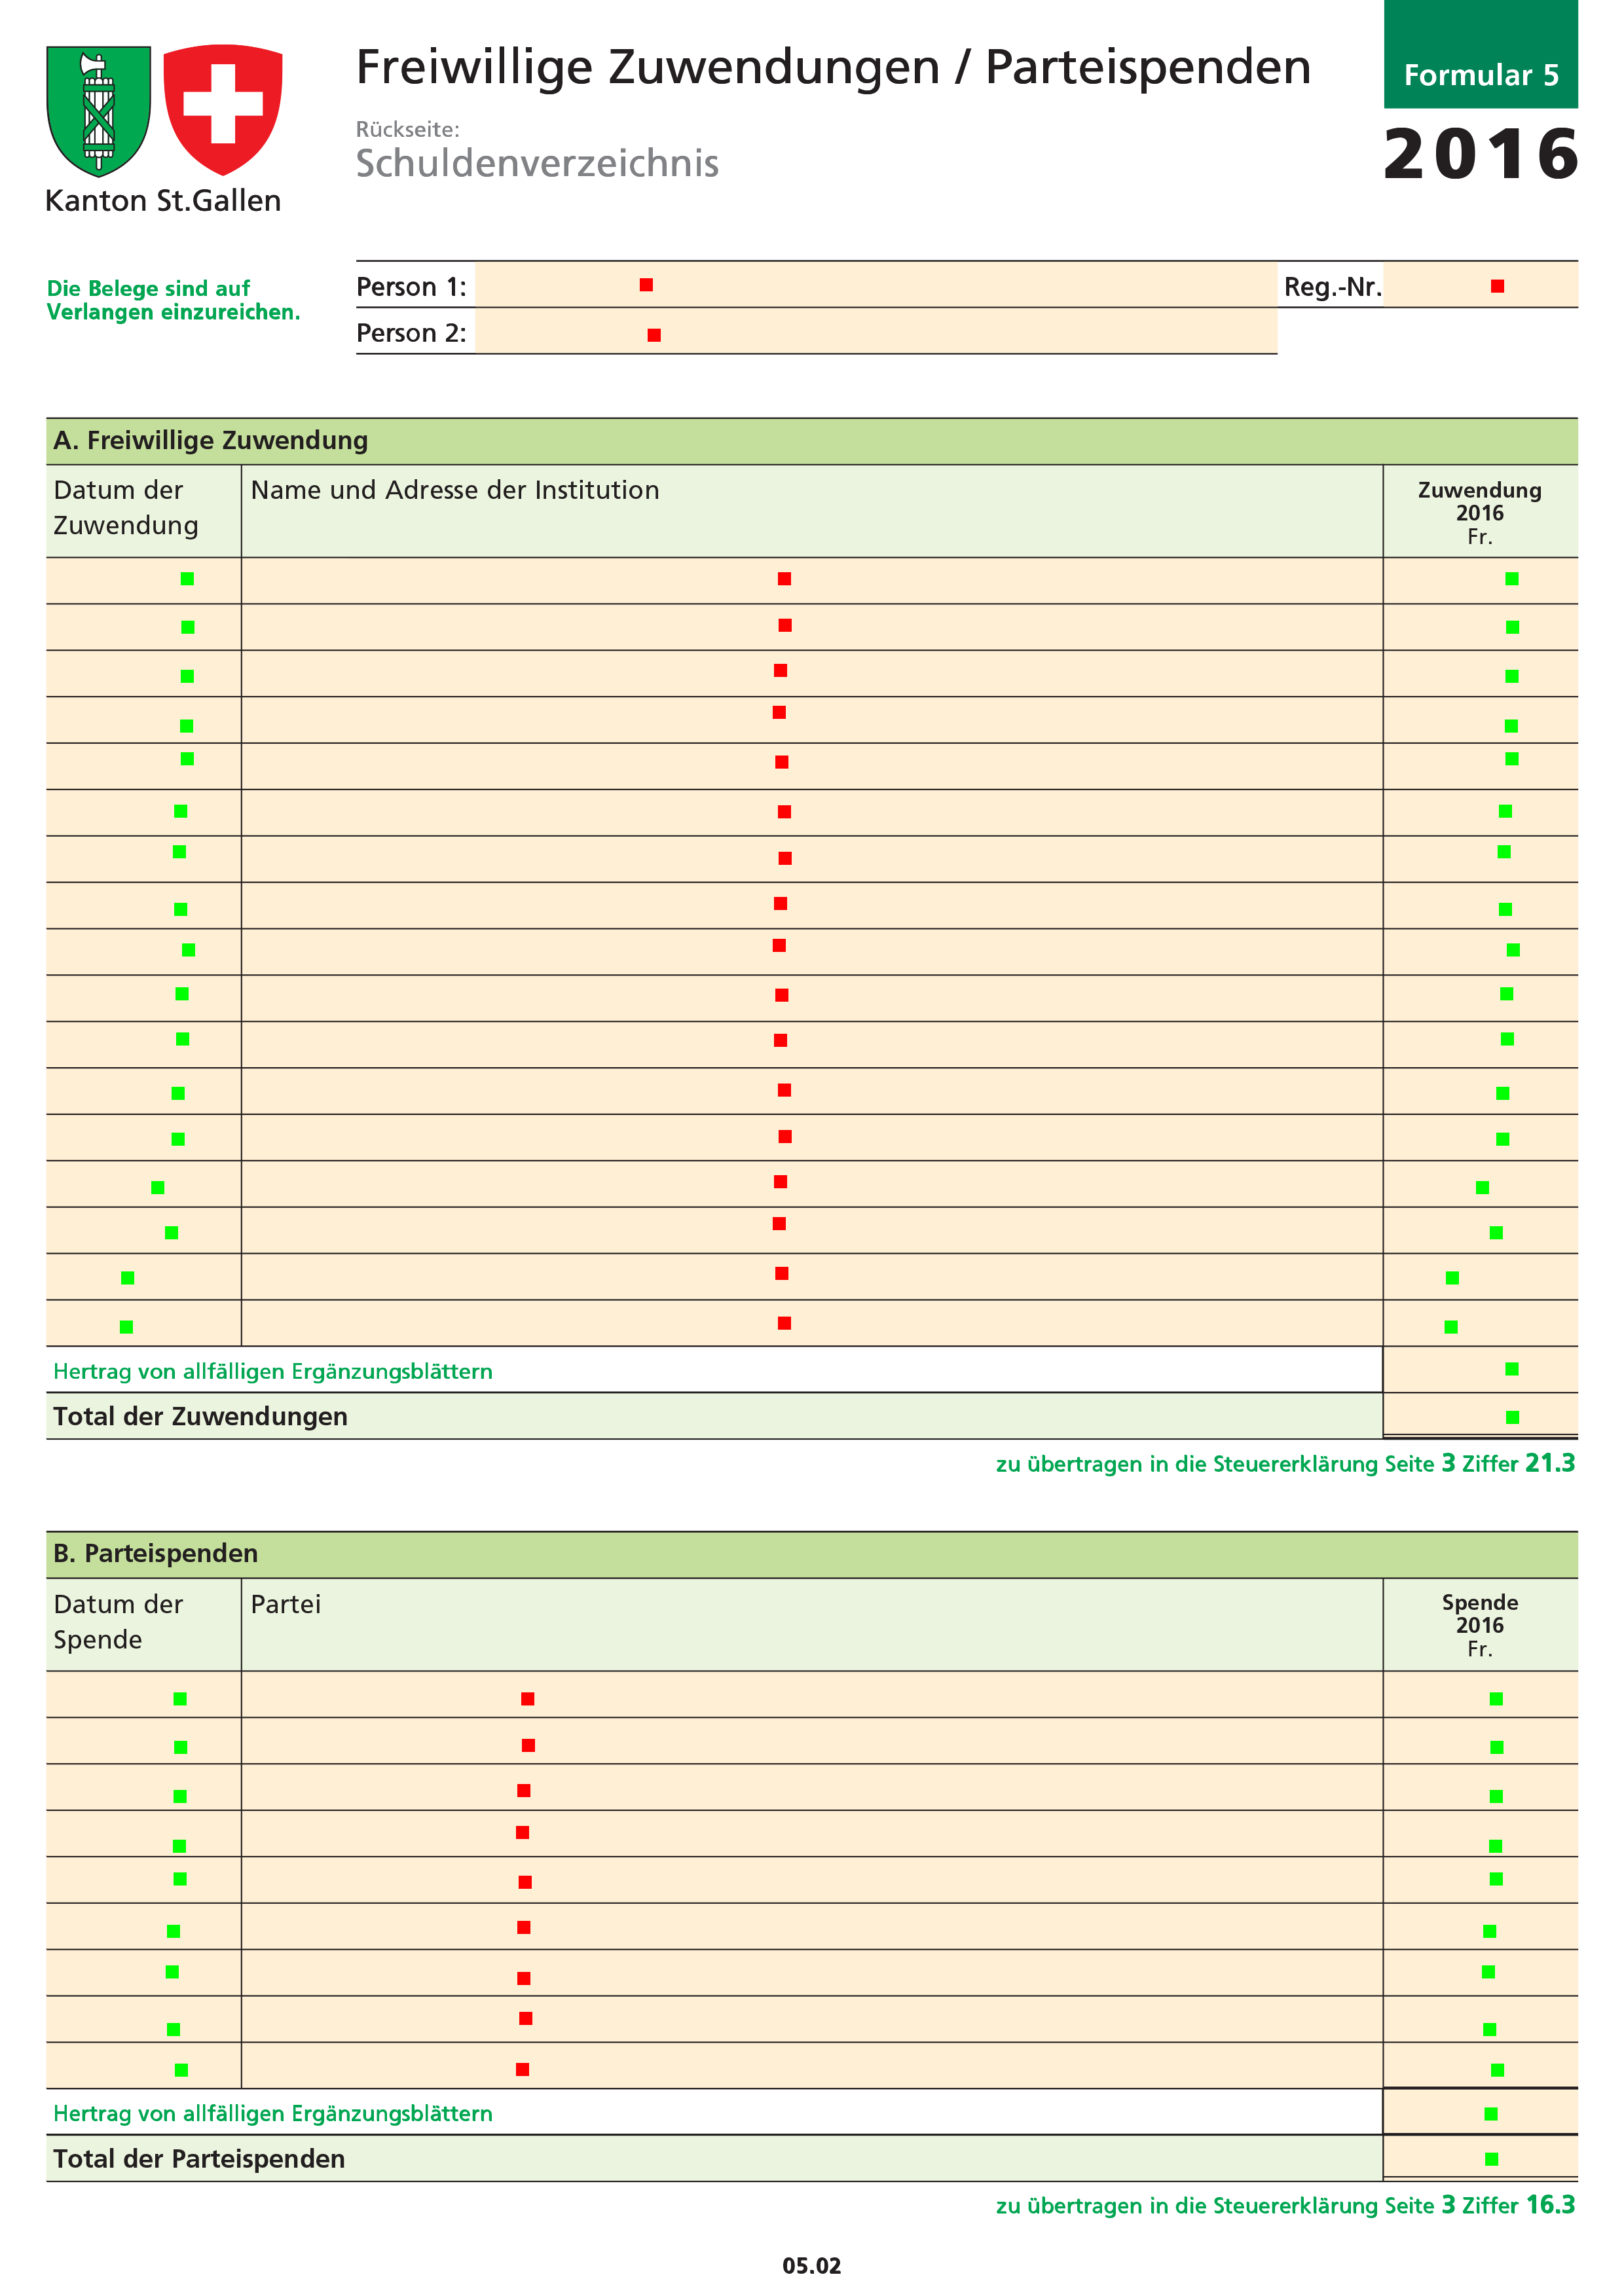 Freiwillige Zuwendungen / Parteispenden
Formular 5
Rückseite:
Schuldenverzeichnis
2016
Kanton St.Gallen
Die Belege sind auf
Verlangen einzureichen.
Person 1:
Reg.-Nr.
Person 2:
A. Freiwillige Zuwendung
Datum der
Zuwendung
Name und Adresse der Institution
Zuwendung
2016
Fr.
Hertrag von allfälligen Ergänzungsblättern
Total der Zuwendungen
zu übertragen in die Steuererklärung Seite 3 Ziffer 21.3
B. Parteispenden
Datum der
Spende
Partei
Spende
2016
Fr.
Hertrag von allfälligen Ergänzungsblättern
Total der Parteispenden
zu übertragen in die Steuererklärung Seite 3 Ziffer 16.3
05.02